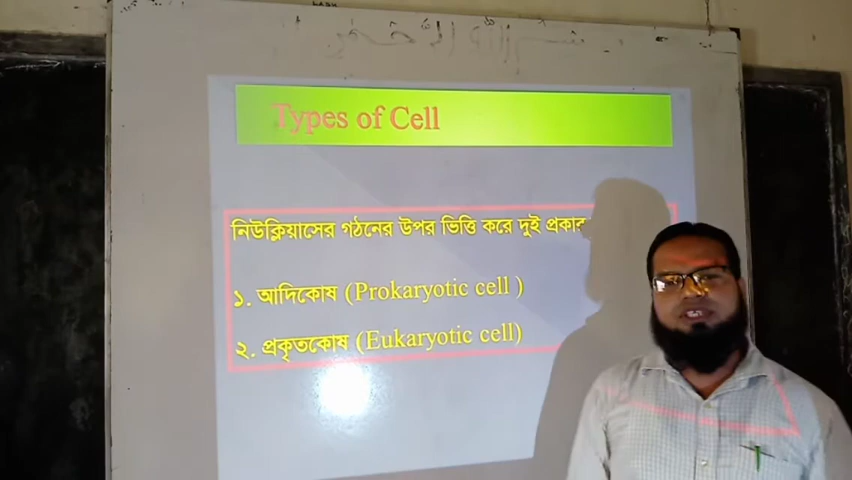 Types of Cell
নিউক্লিয়াসের গঠনের উপর ভিত্তি করে দুই প্রকার
১. আদিকোষ (Prokaryotic cell )
২. প্রকৃতকোষ (Eukaryotic cell)